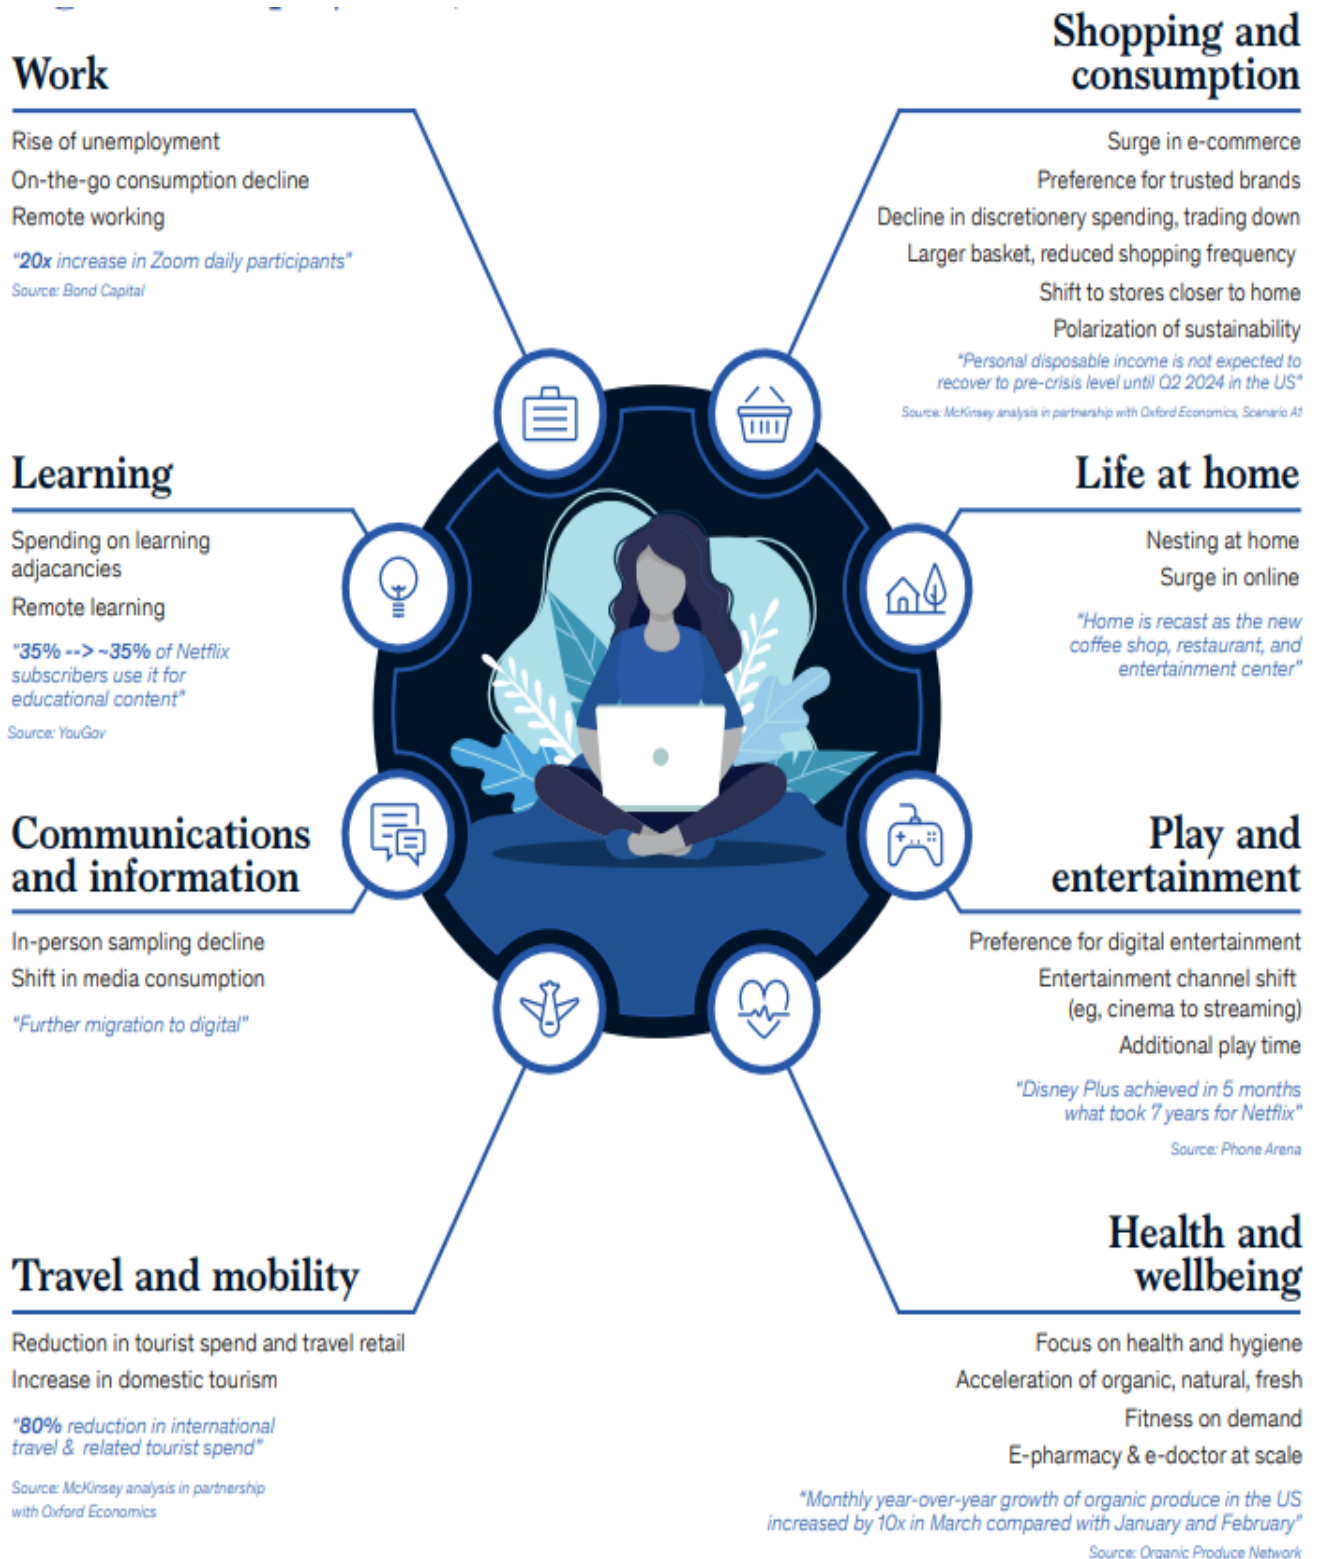 Work
Rise of unemployment
On-the-go consumption decline
Remote working
"20x increase in Zoom daily participants"
Source: Bond Capital
Learning
Spending on learning
adjacancies
Remote learning
"35% --> ~35% of Netflix
subscribers use it for
educational content"
Source: YouGov
Communications
and information
In-person sampling decline
Shift in media consumption
"Further migration to digital"
Travel and mobility
Reduction in tourist spend and travel retail
Increase in domestic tourism
"80% reduction in international
travel & related tourist spend"
Source: McKinsey analysis in partnership
with Oxford Economics
Shopping and
consumption
Surge in e-commerce
Preference for trusted brands
Decline in discretionery spending, trading down
Larger basket, reduced shopping frequency
Shift to stores closer to home
Polarization of sustainability
"Personal disposable income is not expected to
recover to pre-crisis level until Q2 2024 in the US"
Source: McKinsey analysis in partnership with Oxford Economics, Scenario A1
Life at home
Nesting at home
Surge in online
"Home is recast as the new
coffee shop, restaurant, and
entertainment center"
Play and
entertainment
Preference for digital entertainment
Entertainment channel shift
(eg, cinema to streaming)
Additional play time
"Disney Plus achieved in 5 months
what took 7 years for Netflix"
Source: Phone Arena
Health and
wellbeing
Focus on health and hygiene
Acceleration of organic, natural, fresh
Fitness on demand
E-pharmacy & e-doctor at scale
"Monthly year-over-year growth of organic produce in the US
increased by 10x in March compared with January and February"
Source: Organic Produce Network